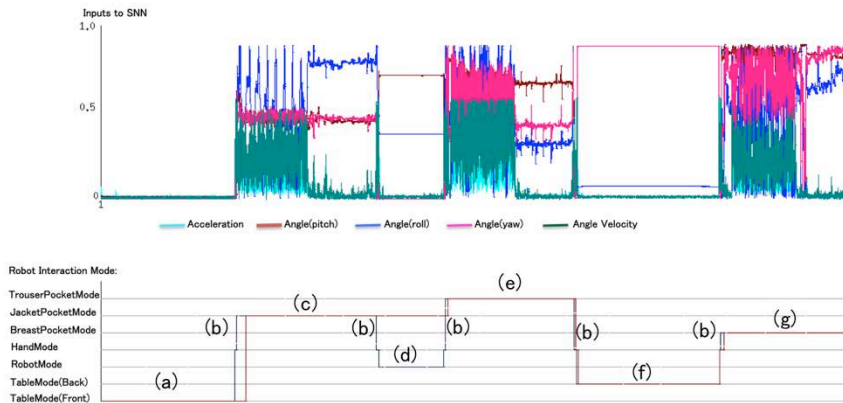 Inputs to SNN
1.0
0.5
0
1
Acceleration Angle(pitch) Angle(roll) Angle(yaw) Angle Velocity
Robot Interaction Mode:
TrouserPocketMode (e)
JacketPocketMode (c)
BreastPocketMode (b) (b) (b) (b) (b) (g)
HandMode
RobotMode (d)
TableMode(Back) (a) (f)
TableMode(Front)